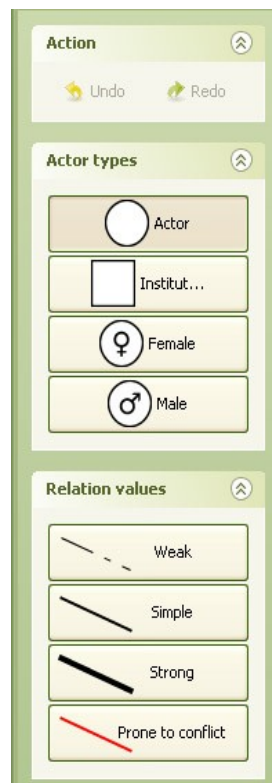 Action
Undo Redo
Actor types
Actor
Institut...
Female
Male
Relation values
Weak
Simple
Strong
Prone to conflict